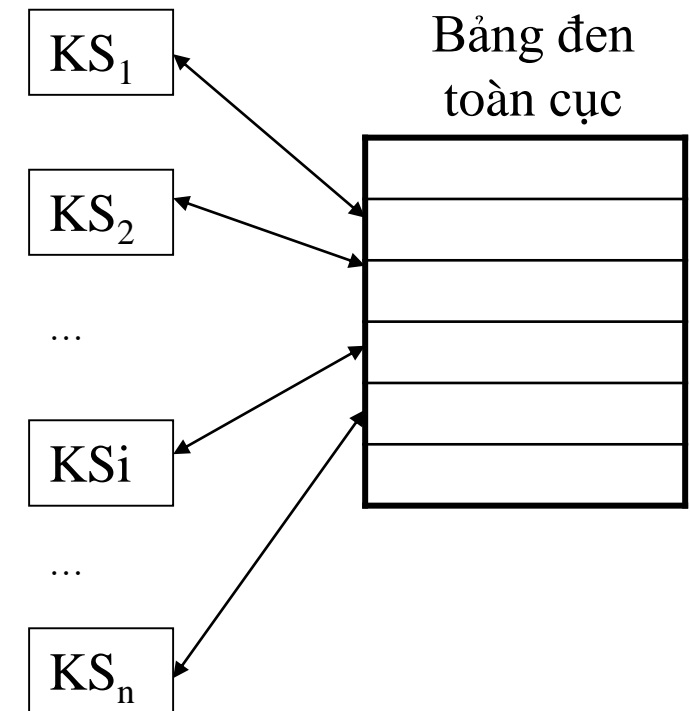 KS₁
Bảng đen
toàn cục
KS₂
...
KSi
...
KSₙ